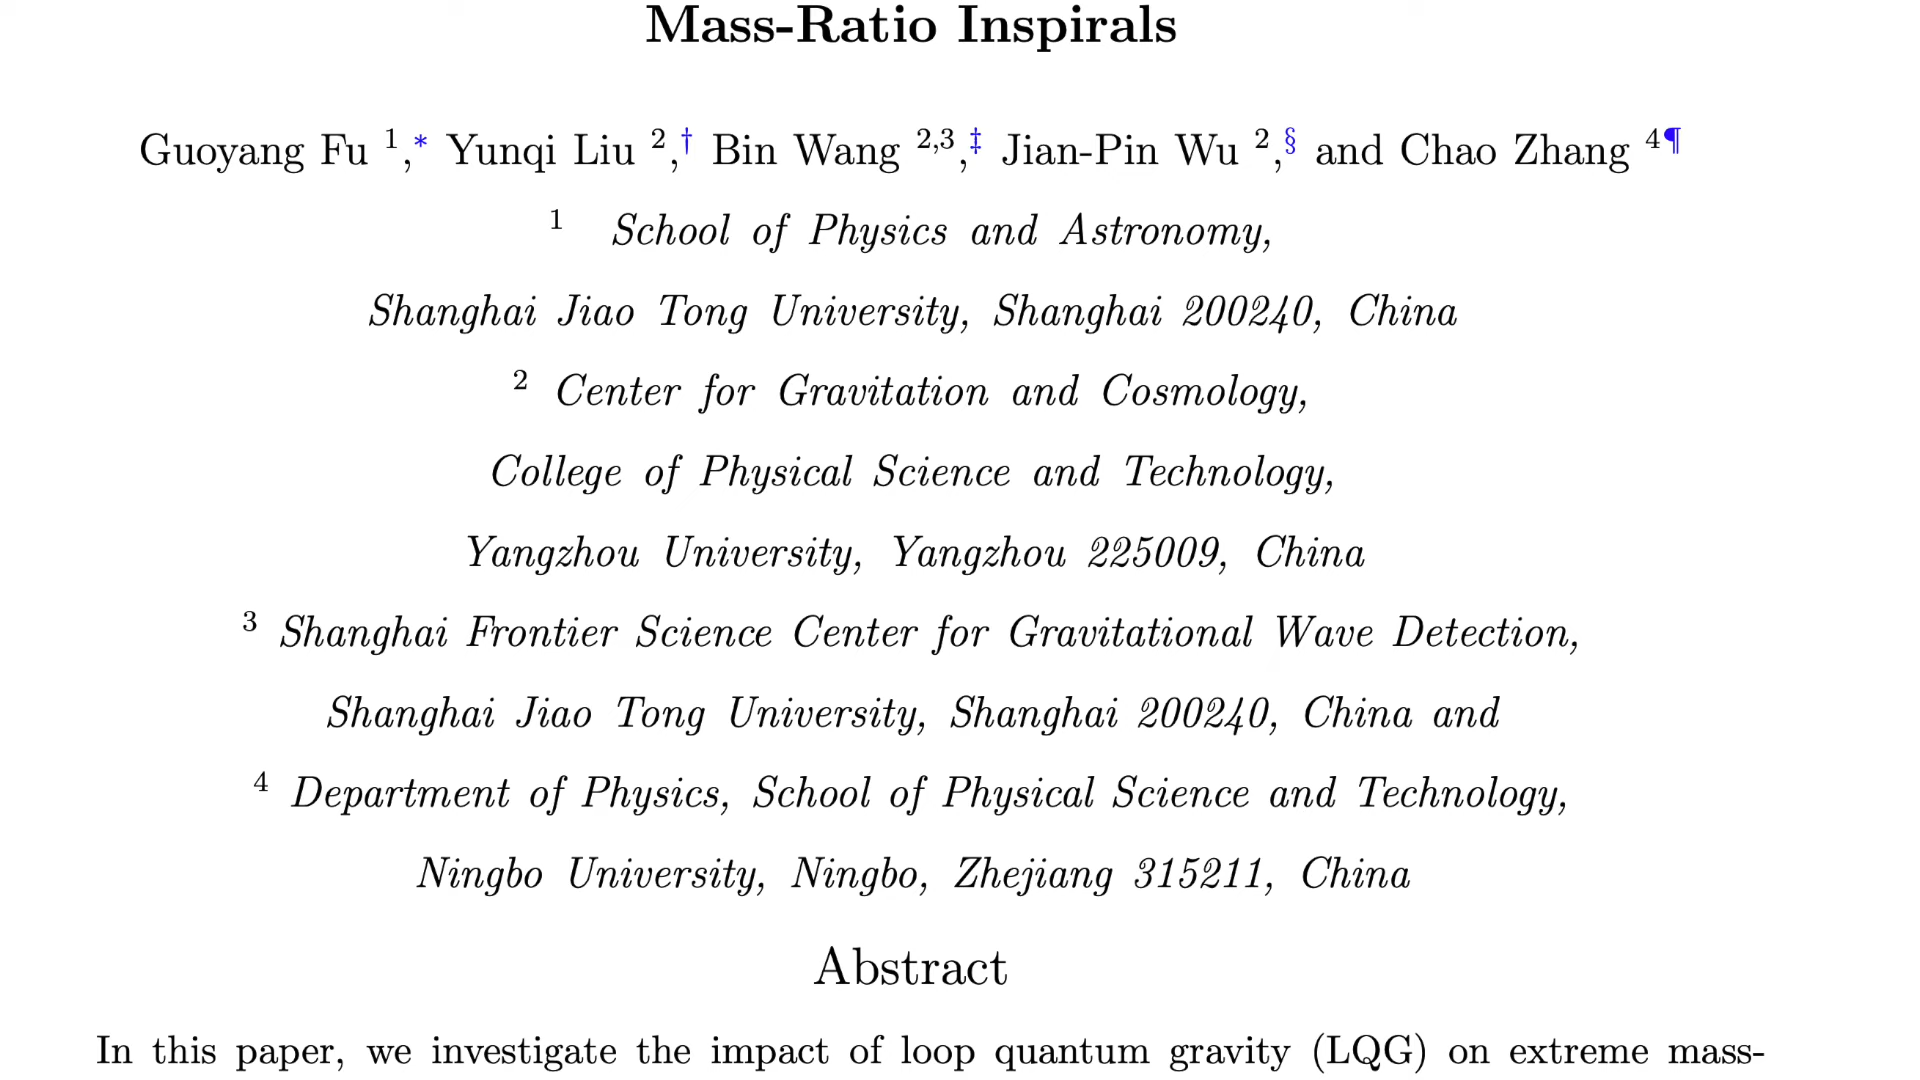 Mass-Ratio Inspirals
Guoyang Fu ¹,* Yunqi Liu ²,† Bin Wang ²,³,‡ Jian-Pin Wu ²,§ and Chao Zhang ⁴¶
¹ School of Physics and Astronomy,
Shanghai Jiao Tong University, Shanghai 200240, China
² Center for Gravitation and Cosmology,
College of Physical Science and Technology,
Yangzhou University, Yangzhou 225009, China
³ Shanghai Frontier Science Center for Gravitational Wave Detection,
Shanghai Jiao Tong University, Shanghai 200240, China and
⁴ Department of Physics, School of Physical Science and Technology,
Ningbo University, Ningbo, Zhejiang 315211, China
Abstract
In this paper, we investigate the impact of loop quantum gravity (LQG) on extreme mass-